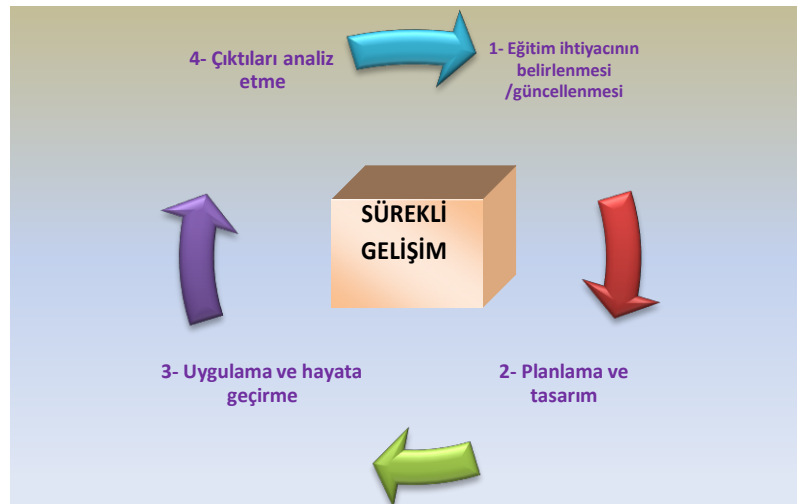 4- Çıktıları analiz
etme
1- Eğitim ihtiyacının
belirlenmesi
/güncellenmesi
SÜREKLİ
GELİŞİM
3- Uygulama ve hayata
geçirme
2- Planlama ve
tasarım